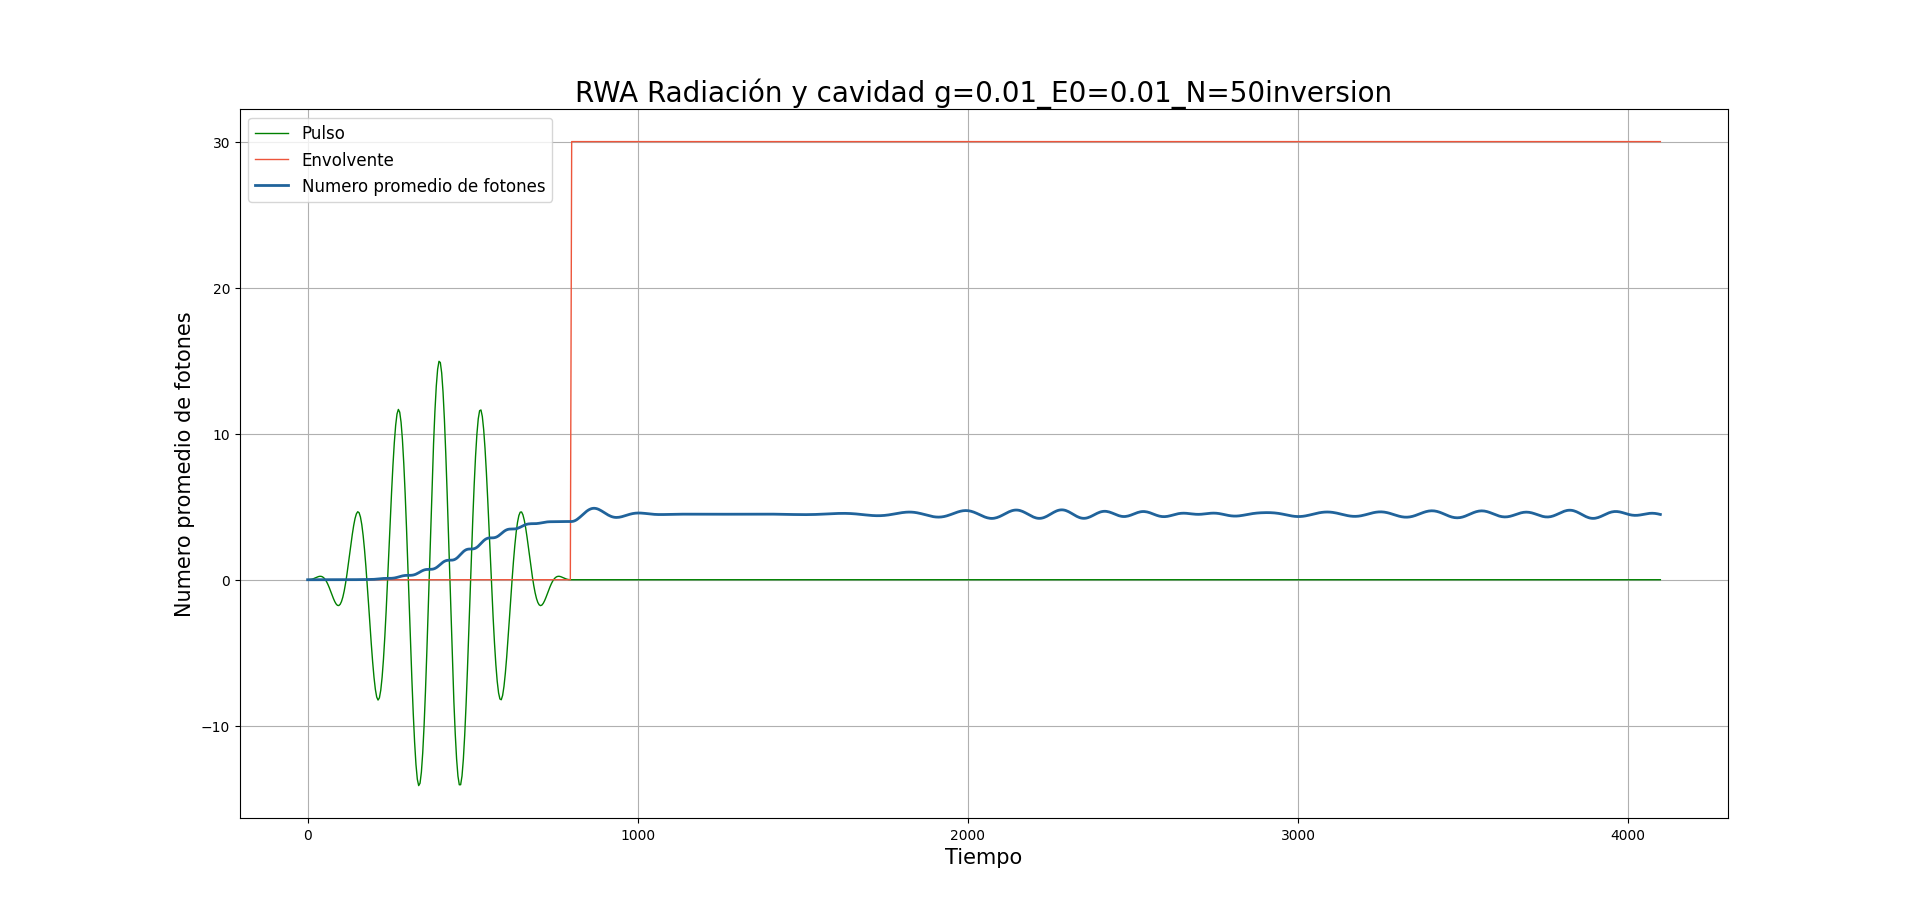 RWA Radiación y cavidad g=0.01_E0=0.01_N=50inversion
Pulso
Envolvente
Numero promedio de fotones
30
20
10
0
−10
Numero promedio de fotones
0
1000
2000
3000
4000
Tiempo